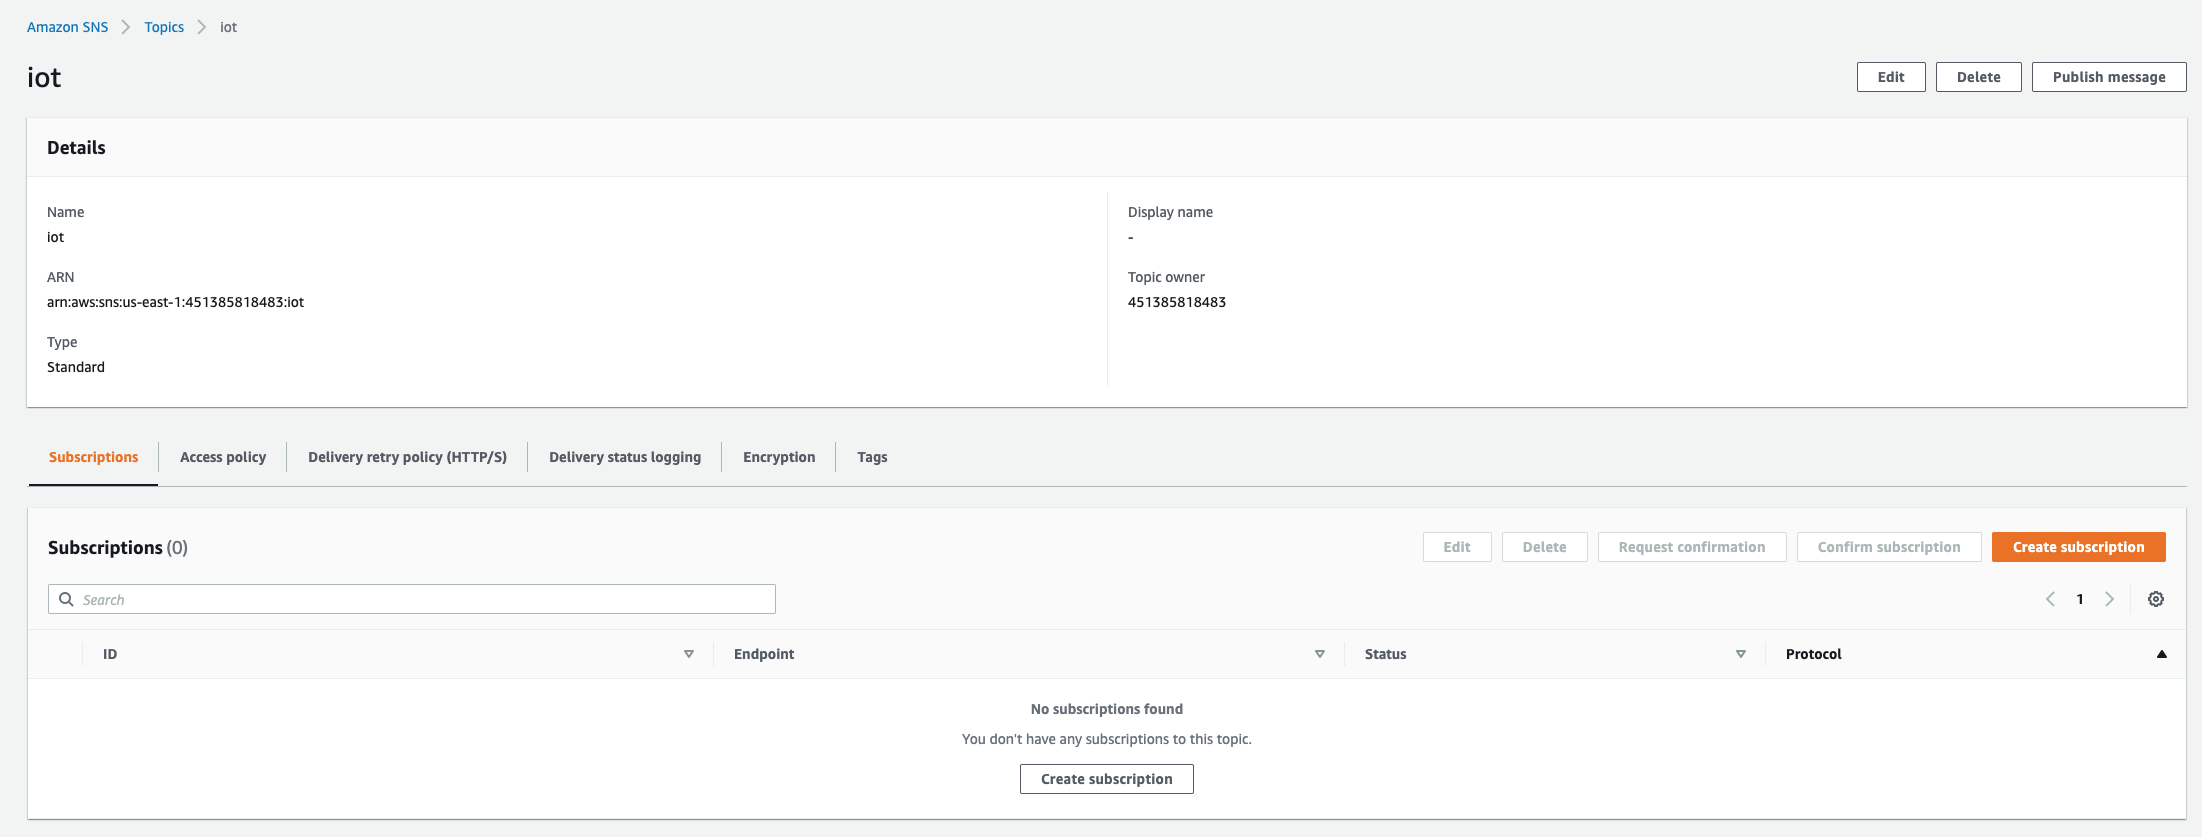 Amazon SNS > Topics > iot
iot
Edit Delete Publish message
Details
Name
iot
Display name
-
ARN
arn:aws:sns:us-east-1:451385818483:iot
Topic owner
451385818483
Type
Standard
Subscriptions Access policy Delivery retry policy (HTTP/S) Delivery status logging Encryption Tags
Subscriptions (0)
Edit Delete Request confirmation Confirm subscription Create subscription
Search
1
ID Endpoint Status Protocol
No subscriptions found
You don't have any subscriptions to this topic.
Create subscription